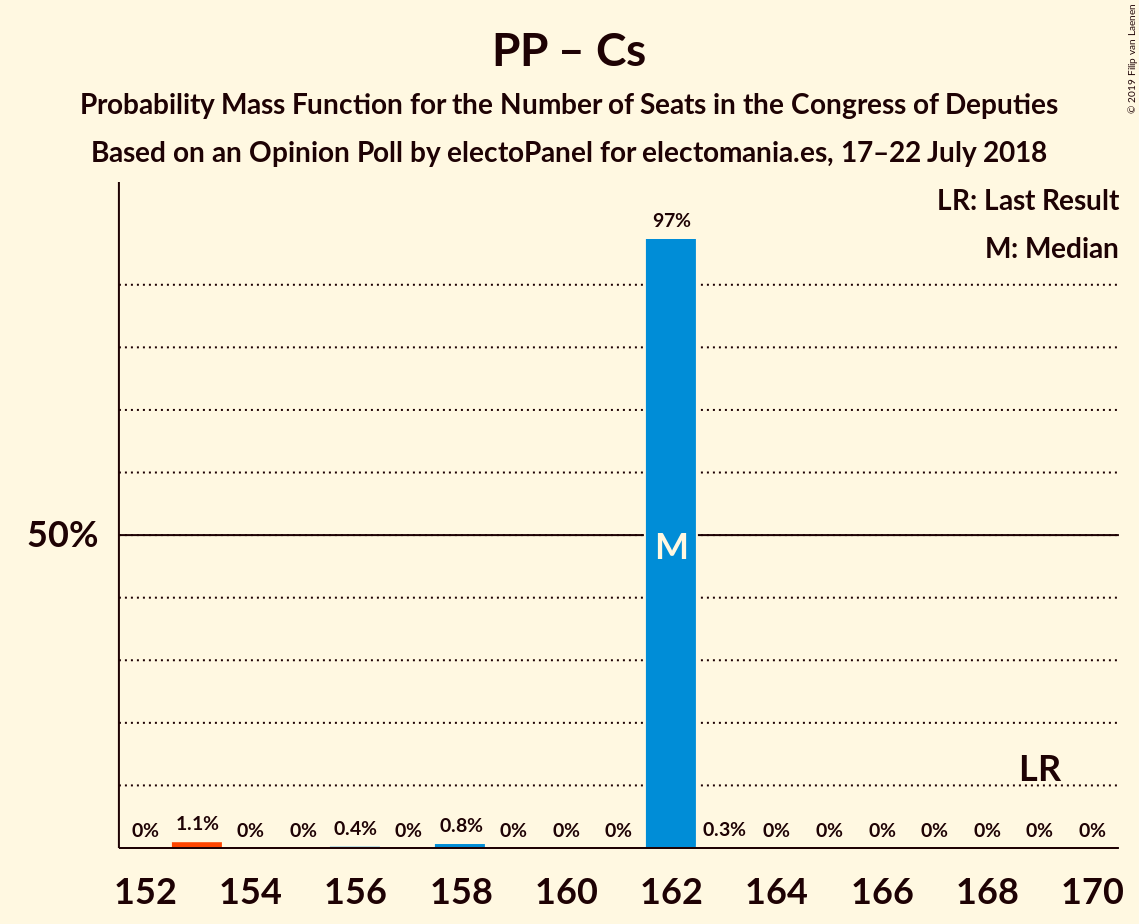 PP – Cs
Probability Mass Function for the Number of Seats in the Congress of Deputies
Based on an Opinion Poll by electoPanel for electomania.es, 17–22 July 2018
© 2019 Filip van Laenen
LR: Last Result
M: Median
97%
50%
M
LR
0% 1.1% 0% 0% 0.4% 0% 0.8% 0% 0% 0% 0.3% 0% 0% 0% 0% 0% 0% 0%
152 154 156 158 160 162 164 166 168 170